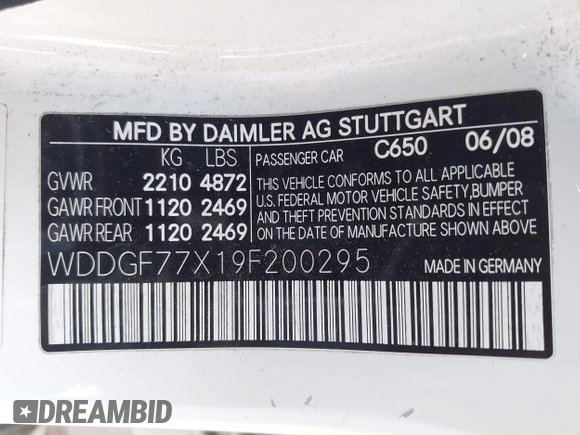 MFD BY DAIMLER AG STUTTGART
KG LBS
PASSENGER CAR C650 06/08
GVWR 2210 4872
GAWR FRONT 1120 2469
GAWR REAR 1120 2469
THIS VEHICLE CONFORMS TO ALL APPLICABLE
U.S. FEDERAL MOTOR VEHICLE SAFETY, BUMPER
AND THEFT PREVENTION STANDARDS IN EFFECT
ON THE DATE OF MANUFACTURE SHOWN ABOVE
WDDGF77X19F200295
MADE IN GERMANY
DREAMBID